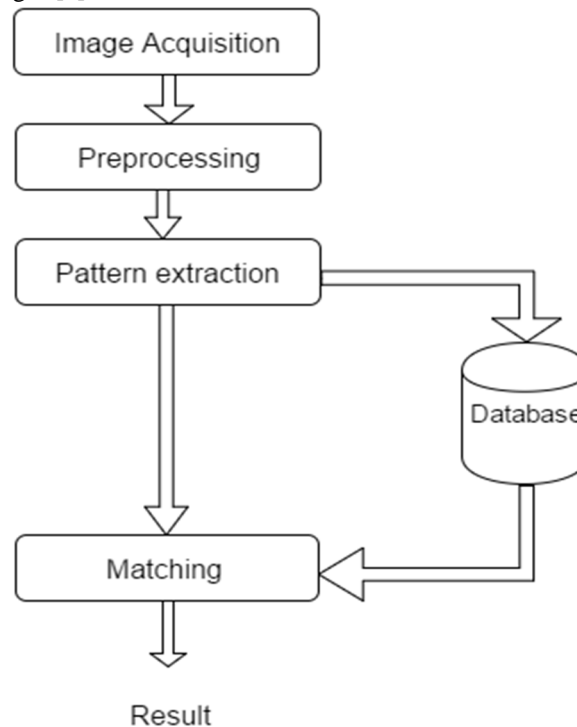 Image Acquisition
Preprocessing
Pattern extraction
Database
Matching
Result